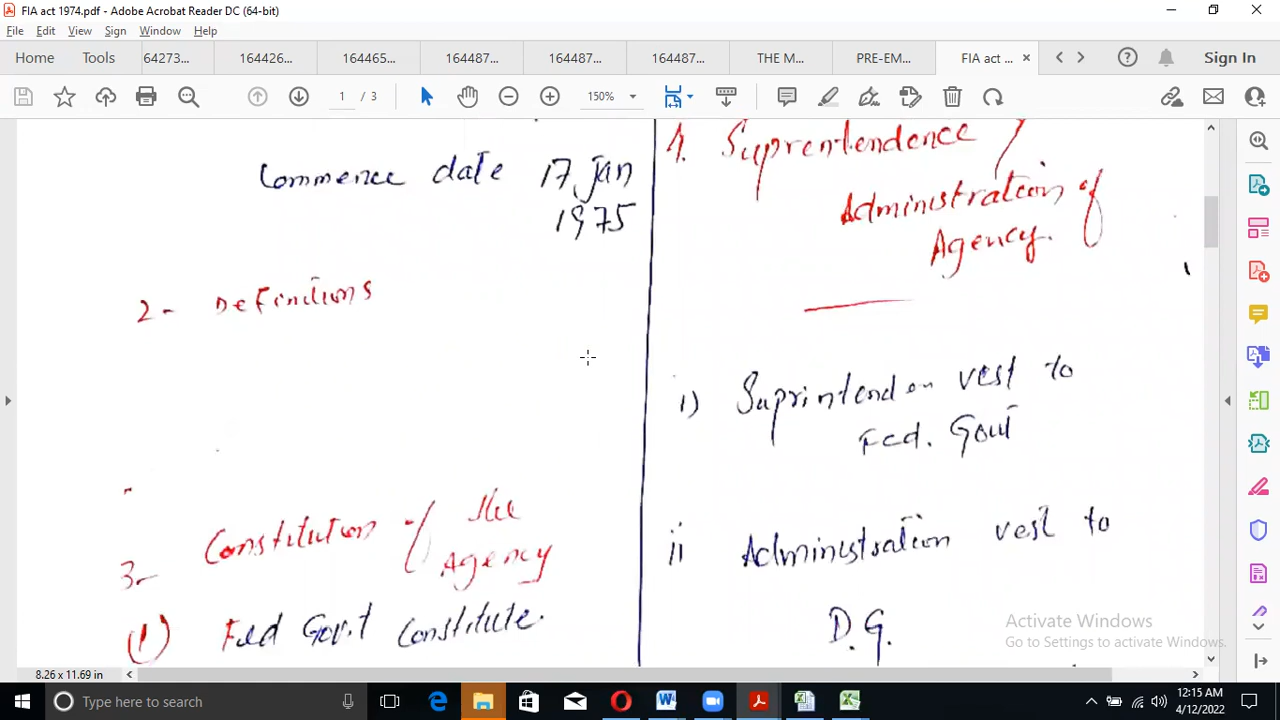 FIA act 1974.pdf - Adobe Acrobat Reader DC (64-bit)
File Edit View Sign Window Help
Home Tools 64273... 164426... 164465... 164487... 164487... 164487... THE M... PRE-EM... FIA act ... × Sign In
1 / 3 150%
Commence date 17 Jan
1975
2- Definitions
3- Constitution of the
Agency
(1) Fed Govt Constitute.
4. Suprentendence /
Administration of
Agency.
i) Suprintendon vest to
Fed. Govt
ii Administration vest to
D.G.
Activate Windows
Go to Settings to activate Windows.
8.26 x 11.69 in
Type here to search
12:15 AM
4/12/2022